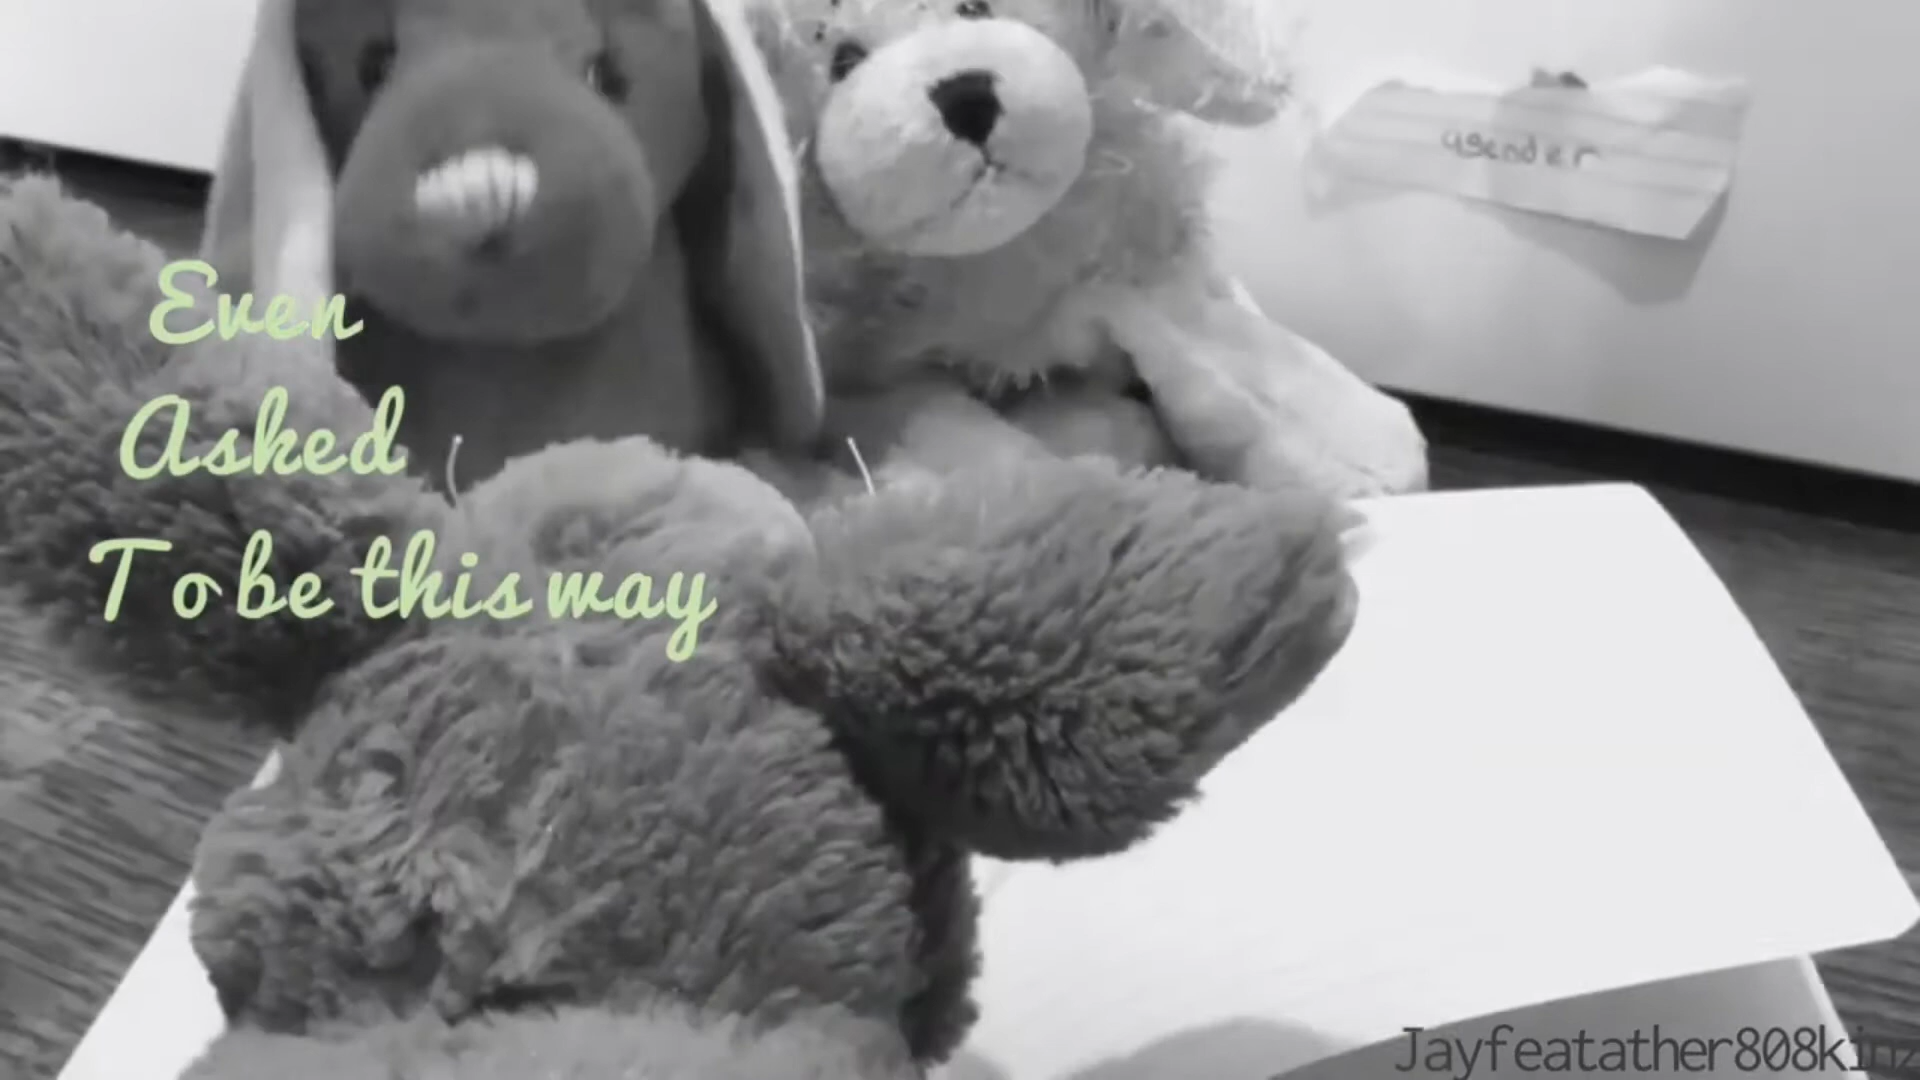 agender
Even
Asked
To be this way
Jayfeatather808kinz